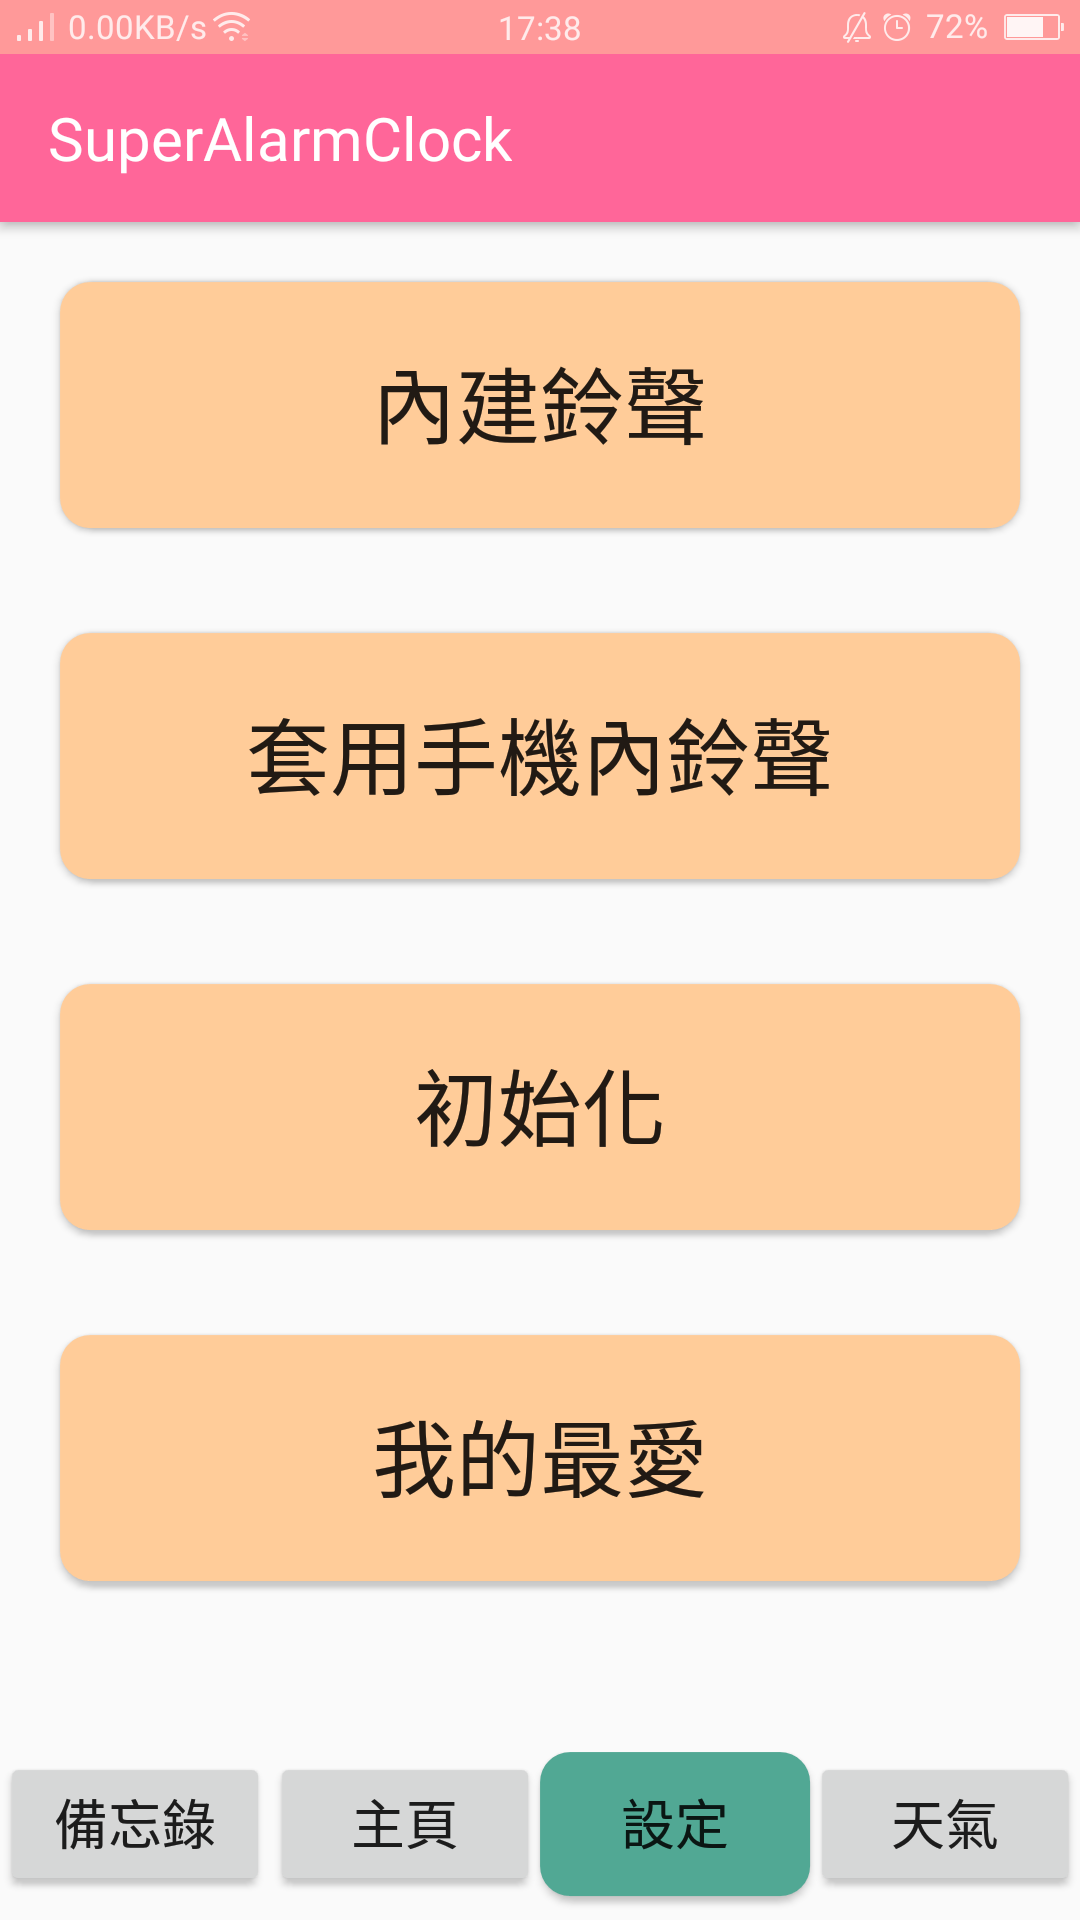 0.00KB/s 17:38 72%
SuperAlarmClock
內建鈴聲
套用手機內鈴聲
初始化
我的最愛
備忘錄 主頁 設定 天氣